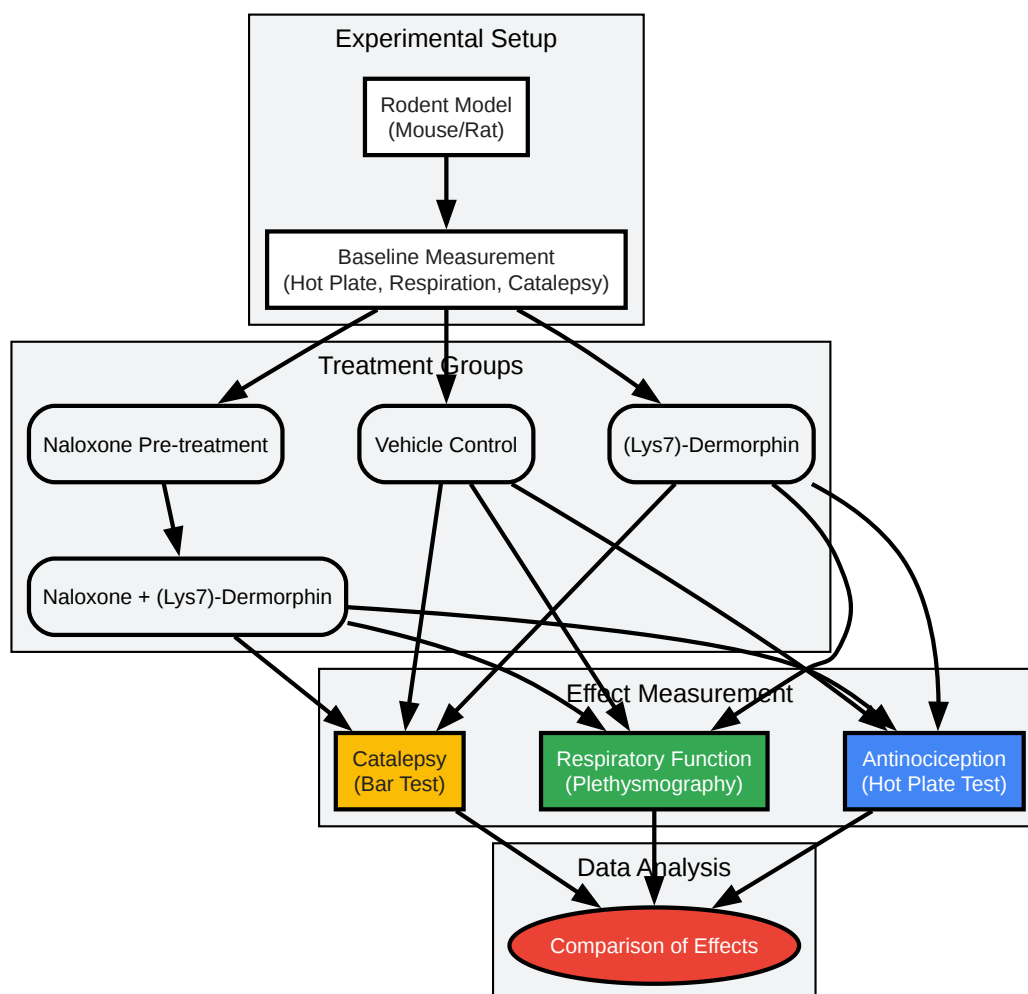 Experimental Setup
Rodent Model
(Mouse/Rat)
Baseline Measurement
(Hot Plate, Respiration, Catalepsy)
Treatment Groups
Naloxone Pre-treatment
Vehicle Control
(Lys7)-Dermorphin
Naloxone + (Lys7)-Dermorphin
Effect Measurement
Catalepsy
(Bar Test)
Respiratory Function
(Plethysmography)
Antinociception
(Hot Plate Test)
Data Analysis
Comparison of Effects